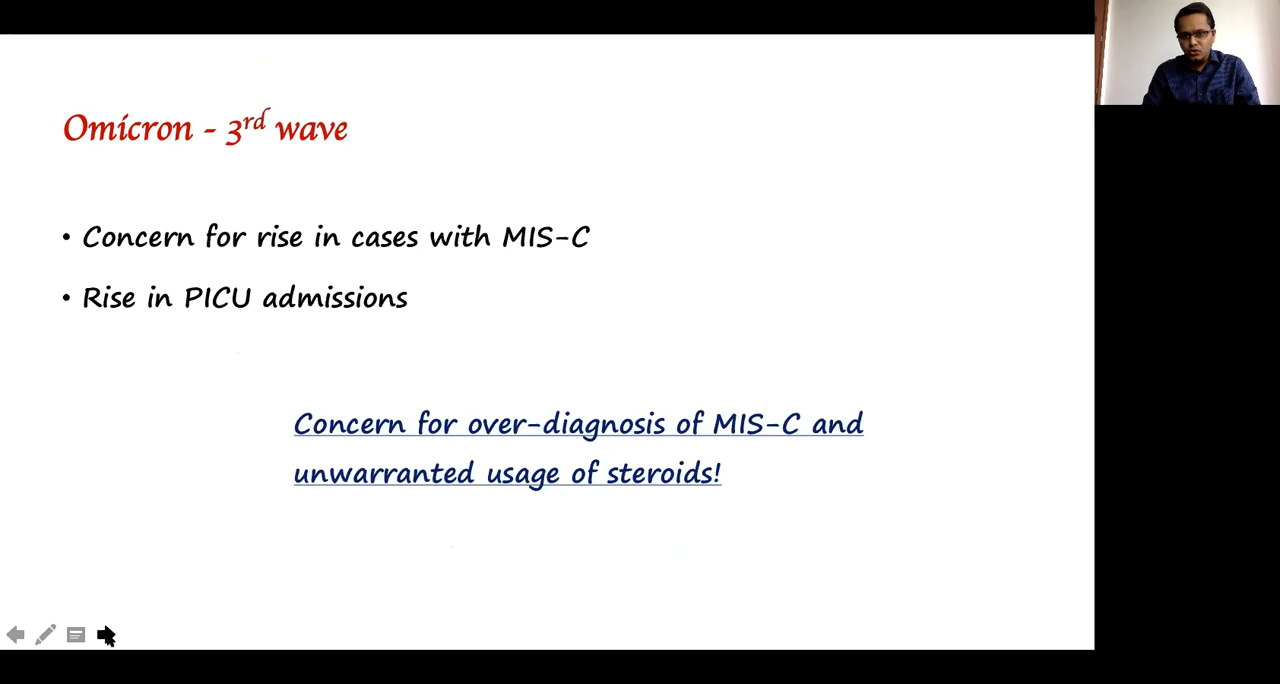 Omicron - 3rd wave
• Concern for rise in cases with MIS-C
• Rise in PICU admissions
Concern for over-diagnosis of MIS-C and
unwarranted usage of steroids!